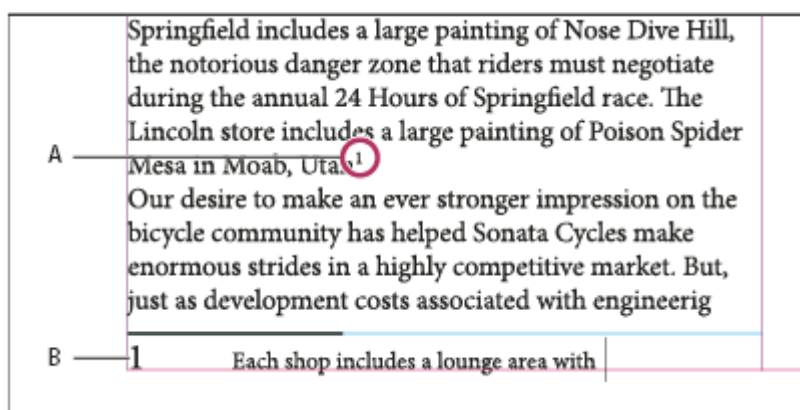 Springfield includes a large painting of Nose Dive Hill,
the notorious danger zone that riders must negotiate
during the annual 24 Hours of Springfield race. The
Lincoln store includes a large painting of Poison Spider
A Mesa in Moab, Utah¹
Our desire to make an ever stronger impression on the
bicycle community has helped Sonata Cycles make
enormous strides in a highly competitive market. But,
just as development costs associated with engineerig
B 1 Each shop includes a lounge area with